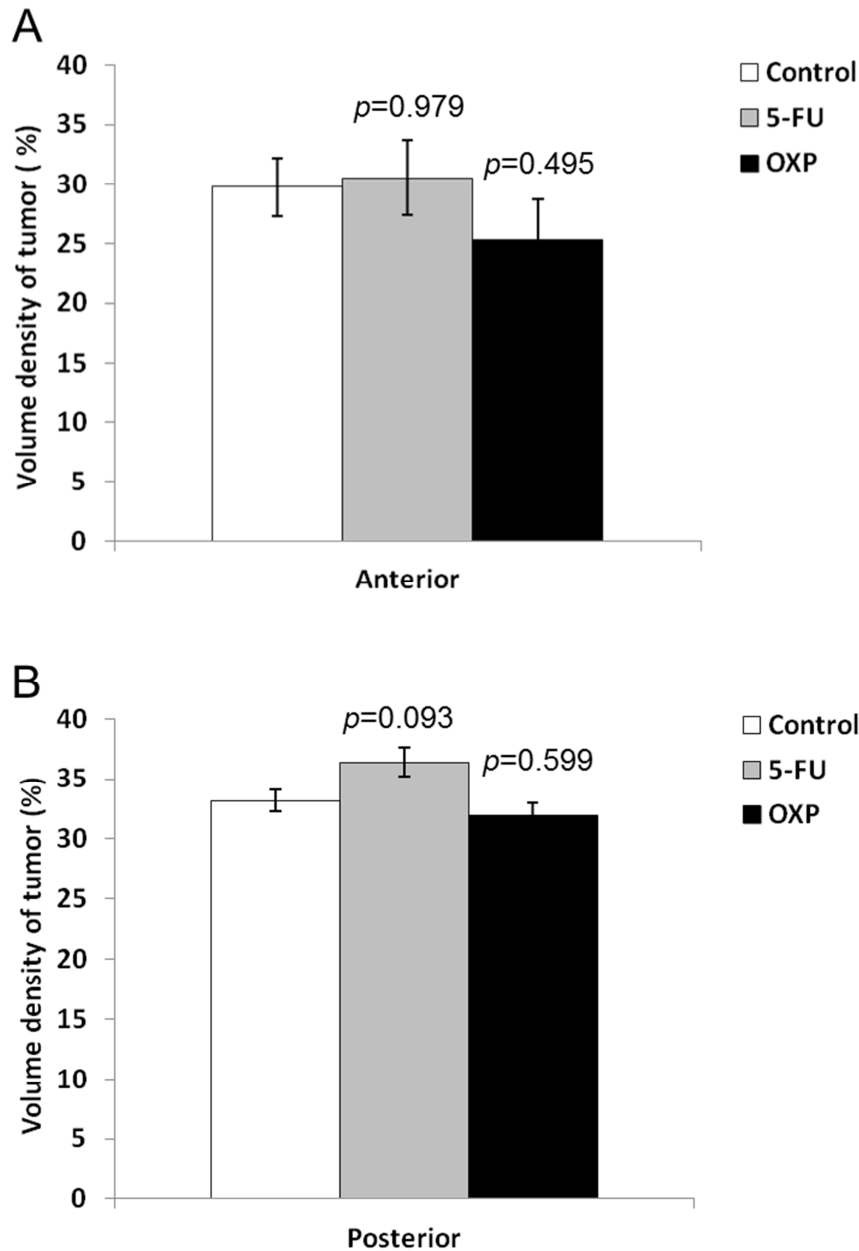 A
Volume density of tumor ( %)
40
35
30
25
20
15
10
5
0
p=0.979
p=0.495
Anterior
Control
5-FU
OXP
B
Volume density of tumor (%)
40
35
30
25
20
15
10
5
0
p=0.093
p=0.599
Posterior
Control
5-FU
OXP